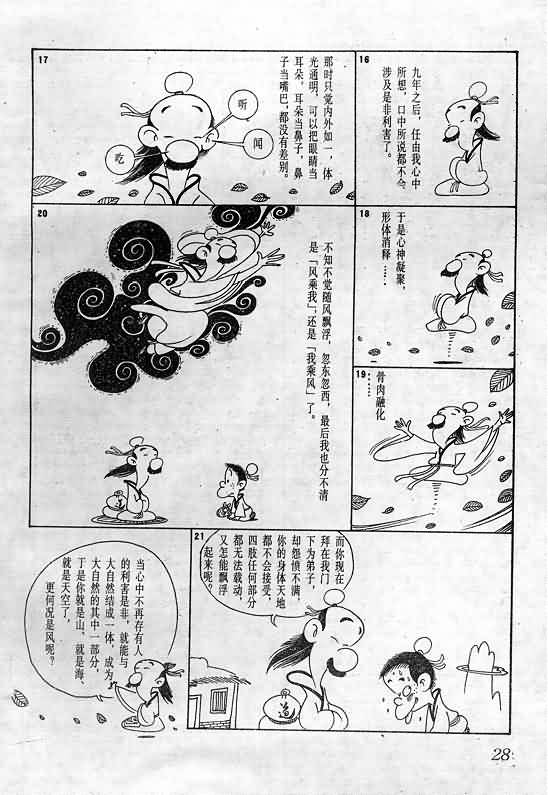 16
九年之后，任由我心中
所想，口中所说都不会
涉及是非利害了。
17
那时只觉内外如一，体
光通明，可以把眼睛当
耳朵，耳朵当鼻子，鼻
子当嘴巴，都没有差别。
听
闻
吃
18
于是心神凝聚，
形体消释……
19
……骨肉融化
20
不知不觉随风飘浮，忽东忽西，最后我也分不清
是「风乘我」，还是「我乘风」了。
21
而你现在
拜在我门
下为弟子，
却怨愤不满，
你的身体天地
都不会接受，
四肢任何部分
都无法载动，
又怎能飘浮
起来呢？
道
当心中不再存有人
的利害是非，就能与
大自然结成一体，成为
大自然的其中一部分，
于是你就是山、就是海、
就是天空了，
更何况是风呢？
28